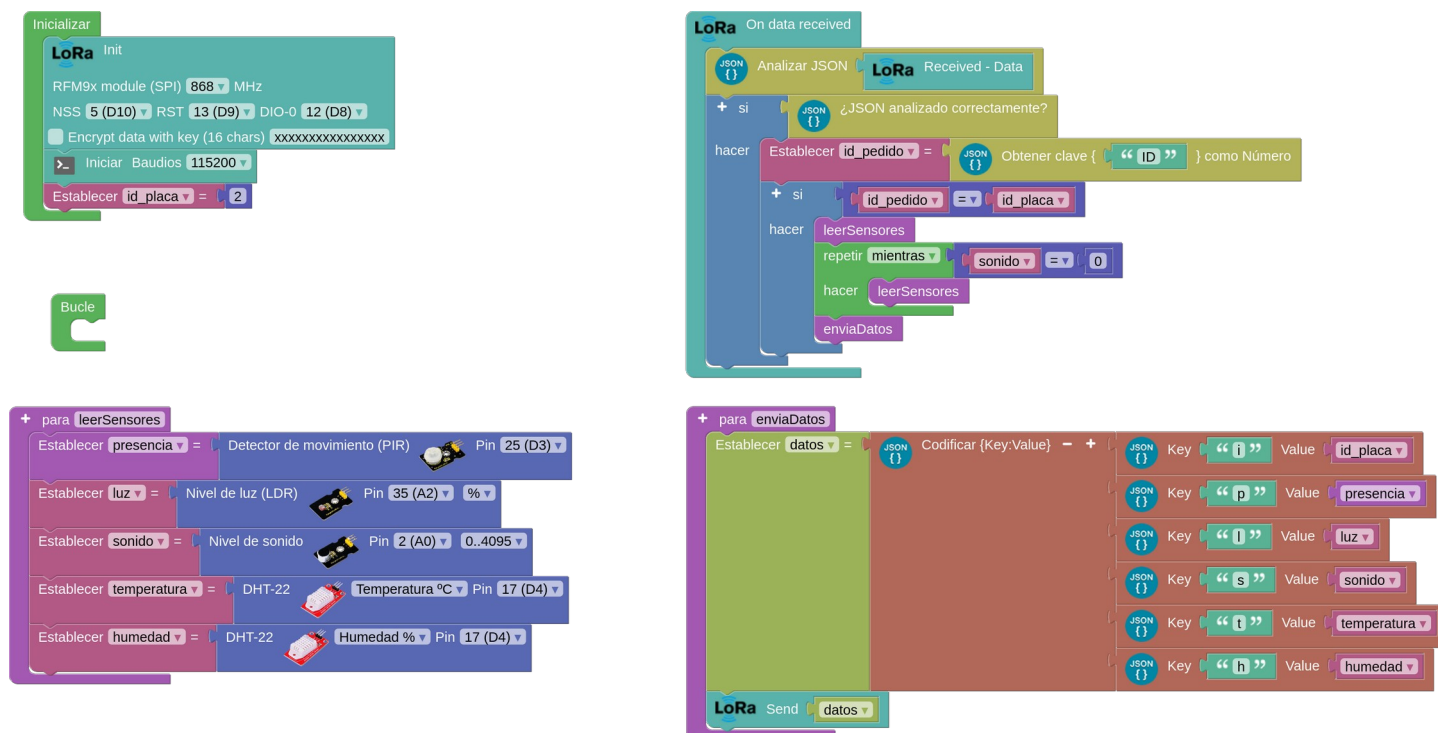 Inicializar
LoRa Init
RFM9x module (SPI) 868 MHz
NSS 5 (D10) RST 13 (D9) DIO-0 12 (D8)
Encrypt data with key (16 chars) xxxxxxxxxxxxxxxx
>_ Iniciar Baudios 115200
Establecer id_placa = 2
Bucle
LoRa On data received
JSON { } Analizar JSON LoRa Received - Data
+ si JSON { } ¿JSON analizado correctamente?
hacer Establecer id_pedido = JSON { } Obtener clave { “ ID ” } como Número
+ si id_pedido = id_placa
hacer leerSensores
repetir mientras sonido = 0
hacer leerSensores
enviaDatos
+ para leerSensores
Establecer presencia = Detector de movimiento (PIR) Pin 25 (D3)
Establecer luz = Nivel de luz (LDR) Pin 35 (A2) %
Establecer sonido = Nivel de sonido Pin 2 (A0) 0..4095
Establecer temperatura = DHT-22 Temperatura ºC Pin 17 (D4)
Establecer humedad = DHT-22 Humedad % Pin 17 (D4)
+ para enviaDatos
Establecer datos = JSON { } Codificar {Key:Value} − + JSON { } Key “ i ” Value id_placa
JSON { } Key “ p ” Value presencia
JSON { } Key “ l ” Value luz
JSON { } Key “ s ” Value sonido
JSON { } Key “ t ” Value temperatura
JSON { } Key “ h ” Value humedad
LoRa Send datos